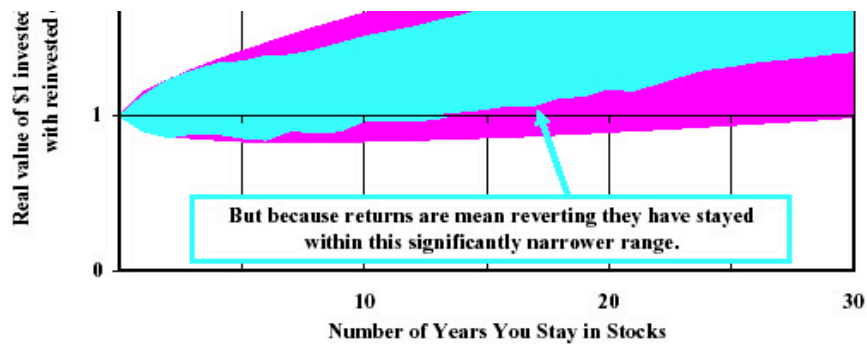 Real value of $1 invested
with reinvested
1
But because returns are mean reverting they have stayed
within this significantly narrower range.
0
10
20
30
Number of Years You Stay in Stocks